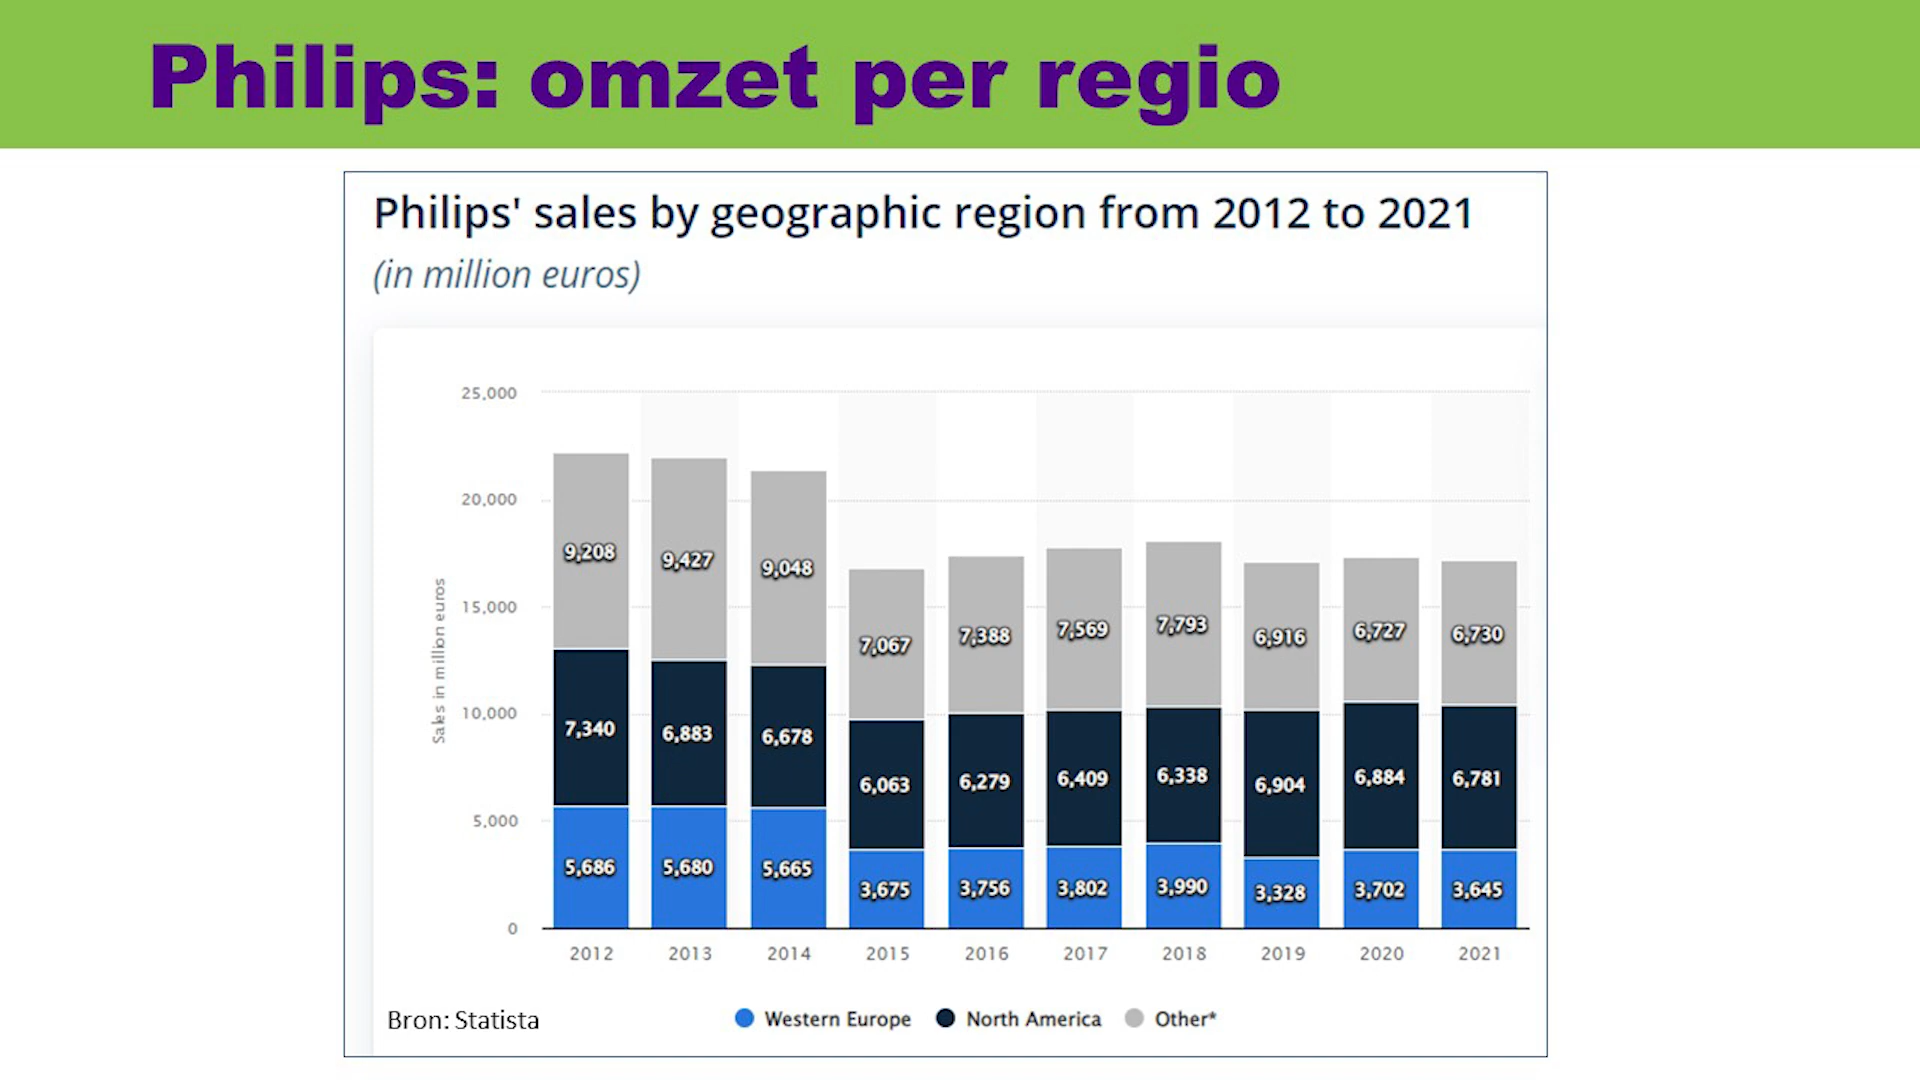 Philips: omzet per regio
Philips' sales by geographic region from 2012 to 2021
(in million euros)
Sales in million euros
25,000
20,000
15,000
10,000
5,000
0
9,208 9,427 9,048 7,067 7,388 7,569 7,793 6,916 6,727 6,730
7,340 6,883 6,678 6,063 6,279 6,409 6,338 6,904 6,884 6,781
5,686 5,680 5,665 3,675 3,756 3,802 3,990 3,328 3,702 3,645
2012 2013 2014 2015 2016 2017 2018 2019 2020 2021
Bron: Statista
Western Europe North America Other*